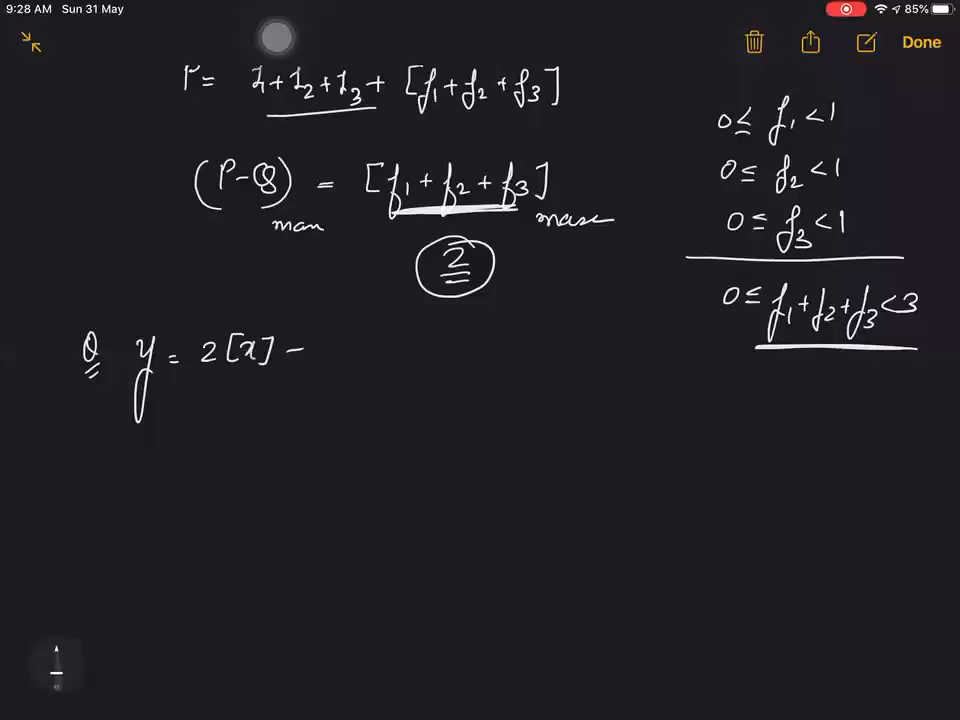 9:28 AM Sun 31 May 85%
Done
P = I₁+I₂+I₃+ [f₁+f₂+f₃]
(P-Q)max = [f₁+f₂+f₃]max
2
0≤ f₁<1
0≤ f₂<1
0≤ f₃<1
0≤ f₁+f₂+f₃<3
Q y = 2[x] -